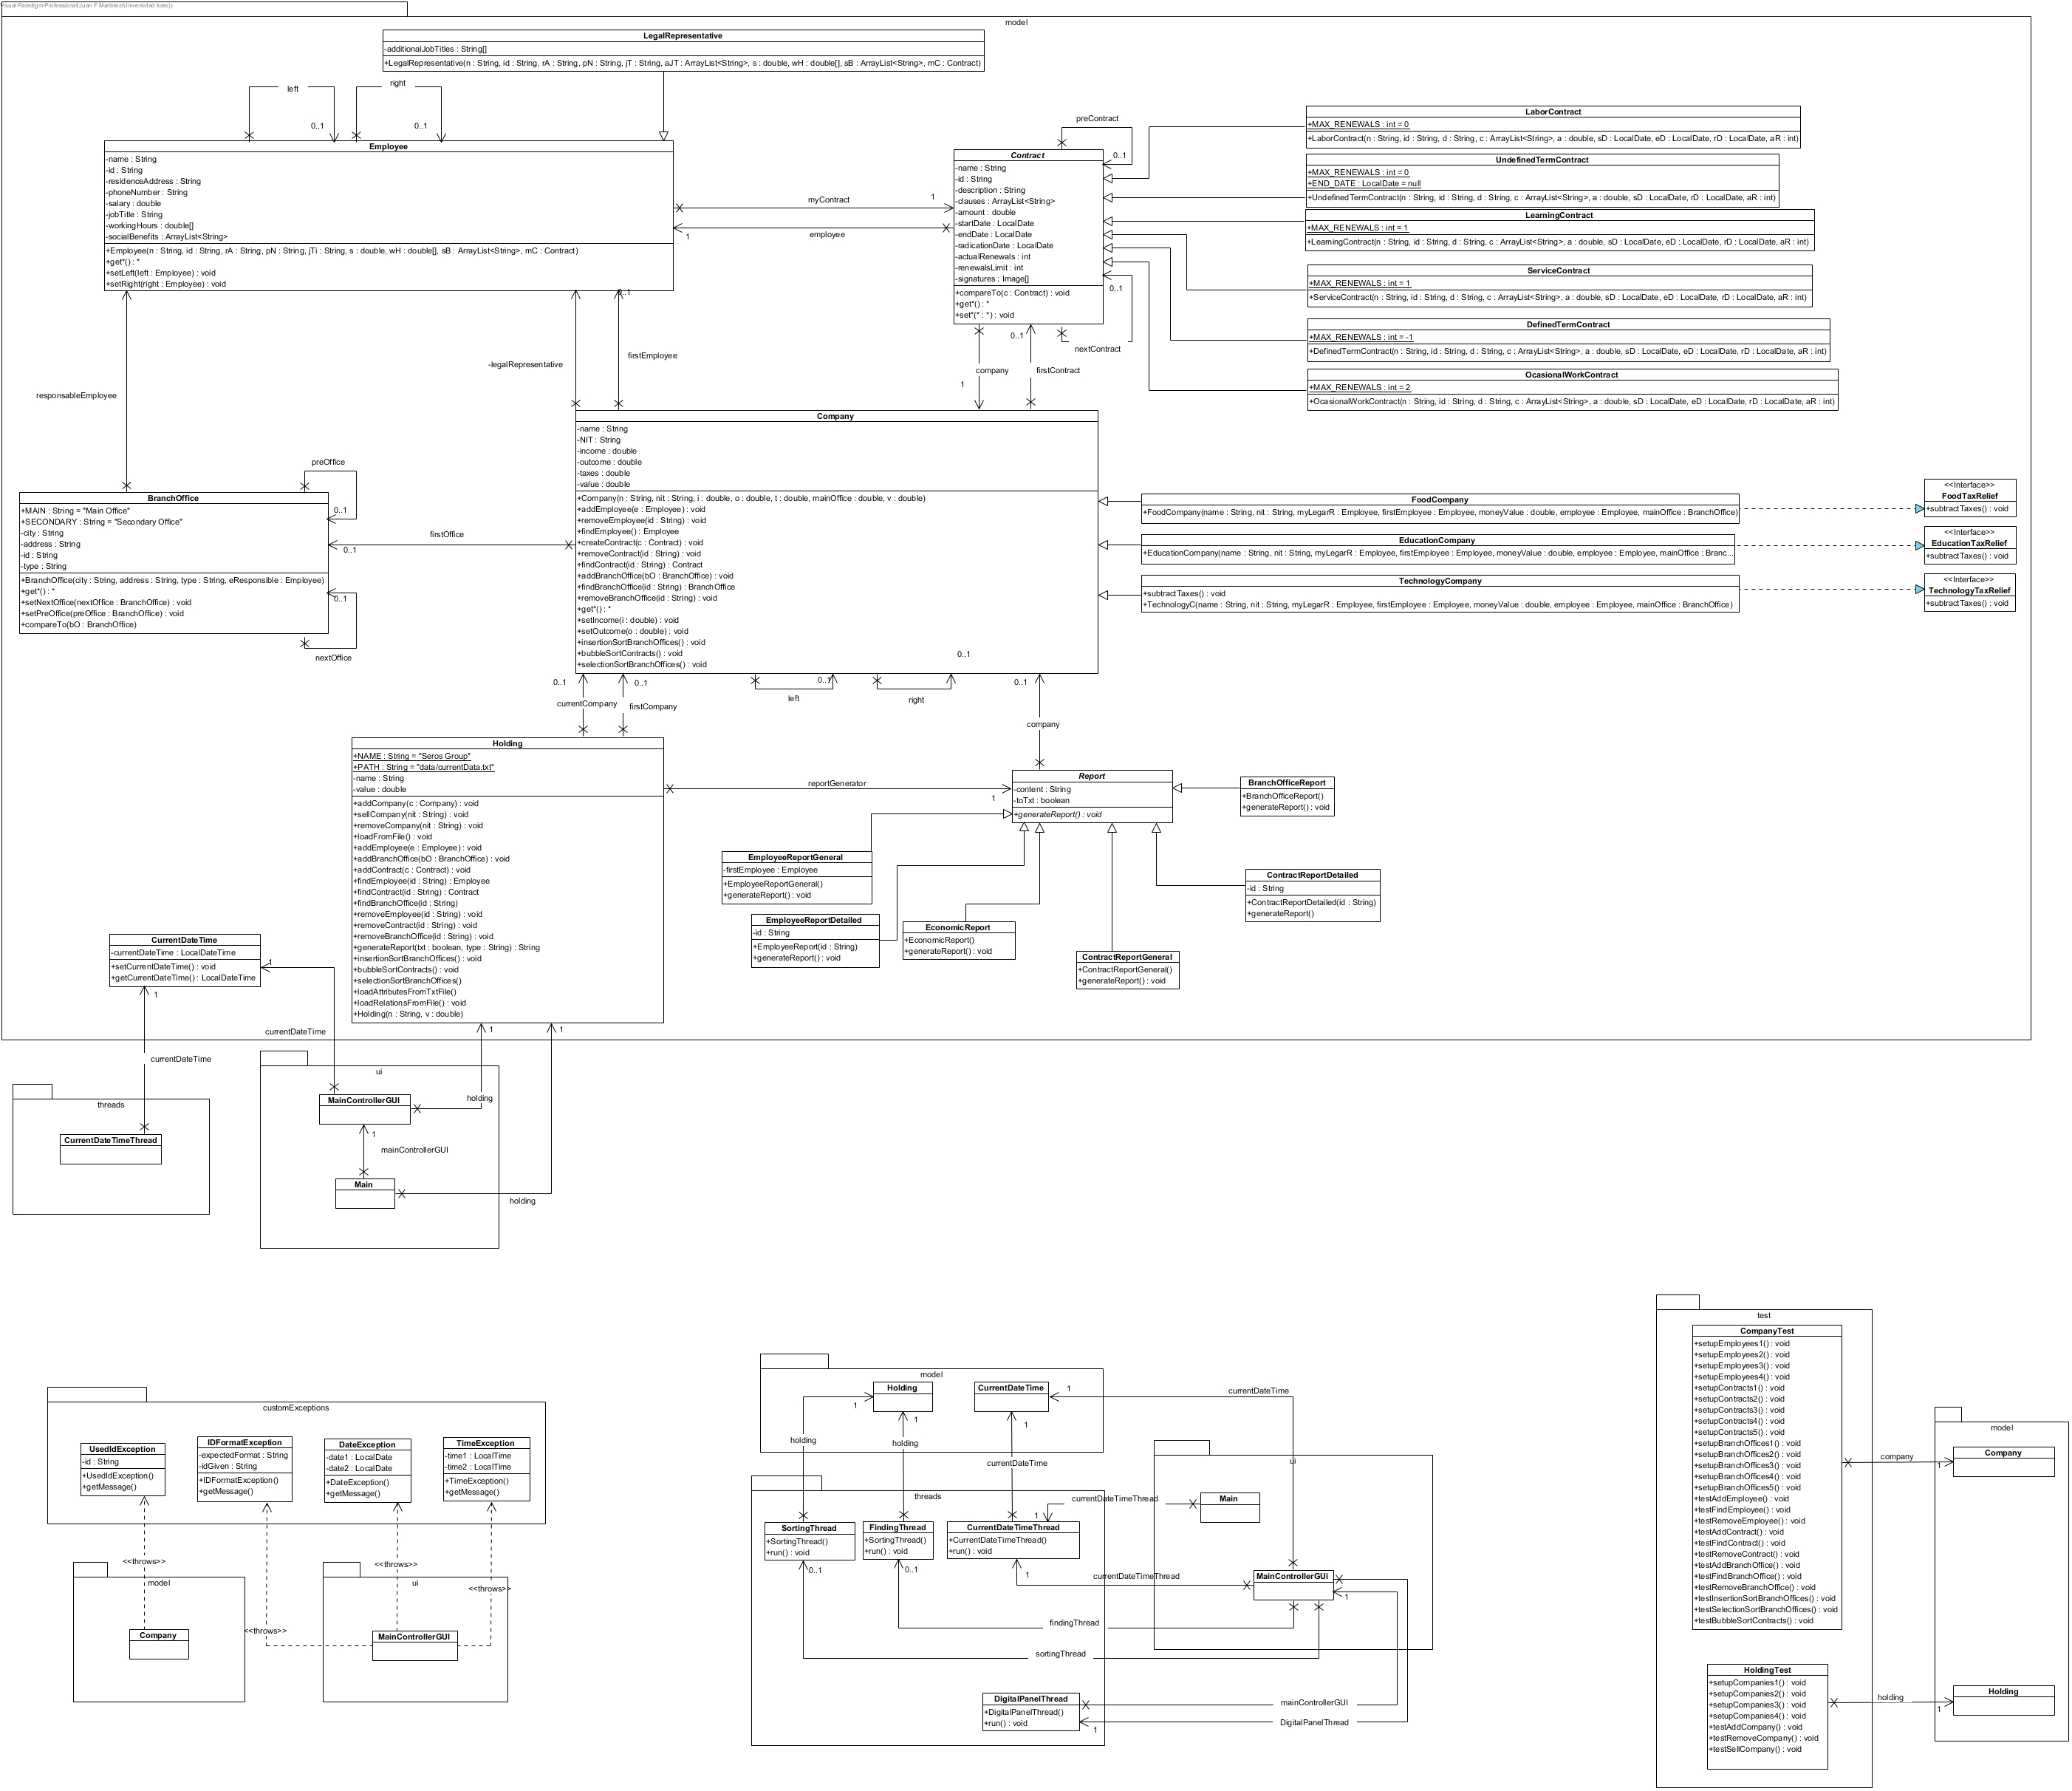 Visual Paradigm Professional(Juan F Martinez(Universidad Icesi))
model
LegalRepresentative
-additionalJobTitles : String[]
+LegalRepresentative(n : String, id : String, rA : String, pN : String, jT : String, aJT : ArrayList<String>, s : double, wH : double[], sB : ArrayList<String>, mC : Contract)
left
right
0..1
0..1
Employee
-name : String
-id : String
-residenceAddress : String
-phoneNumber : String
-salary : double
-jobTitle : String
-workingHours : double[]
-socialBenefits : ArrayList<String>
+Employee(n : String, id : String, rA : String, pN : String, jTi : String, s : double, wH : double[], sB : ArrayList<String>, mC : Contract)
+get*() : *
+setLeft(left : Employee) : void
+setRight(right : Employee) : void
myContract
1
employee
1
preContract
0..1
Contract
-name : String
-id : String
-description : String
-clauses : ArrayList<String>
-amount : double
-startDate : LocalDate
-endDate : LocalDate
-radicationDate : LocalDate
-actualRenewals : int
-renewalsLimit : int
-signatures : Image[]
+compareTo(c : Contract) : void
+get*() : *
+set*(* : *) : void
0..1
nextContract
LaborContract
+MAX_RENEWALS : int = 0
+LaborContract(n : String, id : String, d : String, c : ArrayList<String>, a : double, sD : LocalDate, eD : LocalDate, rD : LocalDate, aR : int)
UndefinedTermContract
+MAX_RENEWALS : int = 0
+END_DATE : LocalDate = null
+UndefinedTermContract(n : String, id : String, d : String, c : ArrayList<String>, a : double, sD : LocalDate, eD : LocalDate, rD : LocalDate, aR : int)
LearningContract
+MAX_RENEWALS : int = 1
+LearningContract(n : String, id : String, d : String, c : ArrayList<String>, a : double, sD : LocalDate, eD : LocalDate, rD : LocalDate, aR : int)
ServiceContract
+MAX_RENEWALS : int = 1
+ServiceContract(n : String, id : String, d : String, c : ArrayList<String>, a : double, sD : LocalDate, eD : LocalDate, rD : LocalDate, aR : int)
DefinedTermContract
+MAX_RENEWALS : int = -1
+DefinedTermContract(n : String, id : String, d : String, c : ArrayList<String>, a : double, sD : LocalDate, eD : LocalDate, rD : LocalDate, aR : int)
OcasionalWorkContract
+MAX_RENEWALS : int = 2
+OcasionalWorkContract(n : String, id : String, d : String, c : ArrayList<String>, a : double, sD : LocalDate, eD : LocalDate, rD : LocalDate, aR : int)
0..1
-legalRepresentative
firstEmployee
0..1
company
firstContract
1
responsableEmployee
Company
-name : String
-NIT : String
-income : double
-outcome : double
-taxes : double
-value : double
+Company(n : String, nit : String, i : double, o : double, t : double, mainOffice : double, v : double)
+addEmployee(e : Employee) : void
+removeEmployee(id : String) : void
+findEmployee() : Employee
+createContract(c : Contract) : void
+removeContract(id : String) : void
+findContract(id : String) : Contract
+addBranchOffice(bO : BranchOffice) : void
+findBranchOffice(id : String) : BranchOffice
+removeBranchOffice(id : String) : void
+get*() : *
+setIncome(i : double) : void
+setOutcome(o : double) : void
+insertionSortBranchOffices() : void
+bubbleSortContracts() : void
+selectionSortBranchOffices() : void
0..1
preOffice
0..1
BranchOffice
+MAIN : String = "Main Office"
+SECONDARY : String = "Secondary Office"
-city : String
-address : String
-id : String
-type : String
+BranchOffice(city : String, address : String, type : String, eResponsible : Employee)
+get*() : *
+setNextOffice(nextOffice : BranchOffice) : void
+setPreOffice(preOffice : BranchOffice) : void
+compareTo(bO : BranchOffice)
firstOffice
0..1
0..1
nextOffice
FoodCompany
+FoodCompany(name : String, nit : String, myLegarR : Employee, firstEmployee : Employee, moneyValue : double, employee : Employee, mainOffice : BranchOffice)
EducationCompany
+EducationCompany(name : String, nit : String, myLegarR : Employee, firstEmployee : Employee, moneyValue : double, employee : Employee, mainOffice : Branc...
TechnologyCompany
+subtractTaxes() : void
+TechnologyC(name : String, nit : String, myLegarR : Employee, firstEmployee : Employee, moneyValue : double, employee : Employee, mainOffice : BranchOffice)
<<Interface>>
FoodTaxRelief
+subtractTaxes() : void
<<Interface>>
EducationTaxRelief
+subtractTaxes() : void
<<Interface>>
TechnologyTaxRelief
+subtractTaxes() : void
0..1
0..1
currentCompany
firstCompany
0..1
left
right
0..1
company
Holding
+NAME : String = "Seros Group"
+PATH : String = "data/currentData.txt"
-name : String
-value : double
+addCompany(c : Company) : void
+sellCompany(nit : String) : void
+removeCompany(nit : String) : void
+loadFromFile() : void
+addEmployee(e : Employee) : void
+addBranchOffice(bO : BranchOffice) : void
+addContract(c : Contract) : void
+findEmployee(id : String) : Employee
+findContract(id : String) : Contract
+findBranchOffice(id : String)
+removeEmployee(id : String) : void
+removeContract(id : String) : void
+removeBranchOffice(id : String) : void
+generateReport(txt : boolean, type : String) : String
+insertionSortBranchOffices() : void
+bubbleSortContracts() : void
+selectionSortBranchOffices()
+loadAttributesFromTxtFile()
+loadRelationsFromFile() : void
+Holding(n : String, v : double)
reportGenerator
1
Report
-content : String
-toTxt : boolean
+generateReport() : void
BranchOfficeReport
+BranchOfficeReport()
+generateReport() : void
EmployeeReportGeneral
-firstEmployee : Employee
+EmployeeReportGeneral()
+generateReport() : void
EmployeeReportDetailed
-id : String
+EmployeeReport(id : String)
+generateReport() : void
EconomicReport
+EconomicReport()
+generateReport() : void
ContractReportDetailed
-id : String
+ContractReportDetailed(id : String)
+generateReport()
ContractReportGeneral
+ContractReportGeneral()
+generateReport() : void
CurrentDateTime
-currentDateTime : LocalDateTime
+setCurrentDateTime() : void
+getCurrentDateTime() : LocalDateTime
1
1
currentDateTime
currentDateTime
1
1
threads
CurrentDateTimeThread
ui
MainControllerGUI
holding
1
mainControllerGUI
Main
holding
customExceptions
UsedIdException
-id : String
+UsedIdException()
+getMessage()
IDFormatException
-expectedFormat : String
-idGiven : String
+IDFormatException()
+getMessage()
DateException
-date1 : LocalDate
-date2 : LocalDate
+DateException()
+getMessage()
TimeException
-time1 : LocalTime
-time2 : LocalTime
+TimeException()
+getMessage()
<<throws>>
<<throws>>
<<throws>>
<<throws>>
model
Company
ui
MainControllerGUI
model
Holding
CurrentDateTime
1
1
1
1
currentDateTime
holding
holding
currentDateTime
threads
SortingThread
+SortingThread()
+run() : void
FindingThread
+SortingThread()
+run() : void
CurrentDateTimeThread
+CurrentDateTimeThread()
+run() : void
currentDateTimeThread
1
ui
Main
0..1
0..1
1
currentDateTimeThread
MainControllerGUi
1
findingThread
sortingThread
DigitalPanelThread
+DigitalPanelThread()
+run() : void
mainControllerGUI
DigitalPanelThread
1
test
CompanyTest
+setupEmployees1() : void
+setupEmployees2() : void
+setupEmployees3() : void
+setupEmployees4() : void
+setupContracts1() : void
+setupContracts2() : void
+setupContracts3() : void
+setupContracts4() : void
+setupContracts5() : void
+setupBranchOffices1() : void
+setupBranchOffices2() : void
+setupBranchOffices3() : void
+setupBranchOffices4() : void
+setupBranchOffices5() : void
+testAddEmployee() : void
+testFindEmployee() : void
+testRemoveEmployee() : void
+testAddContract() : void
+testFindContract() : void
+testRemoveContract() : void
+testAddBranchOffice() : void
+testFindBranchOffice() : void
+testRemoveBranchOffice() : void
+testInsertionSortBranchOffices() : void
+testSelectionSortBranchOffices() : void
+testBubbleSortContracts() : void
HoldingTest
+setupCompanies1() : void
+setupCompanies2() : void
+setupCompanies3() : void
+setupCompanies4() : void
+testAddCompany() : void
+testRemoveCompany() : void
+testSellCompany() : void
company
1
holding
1
model
Company
Holding